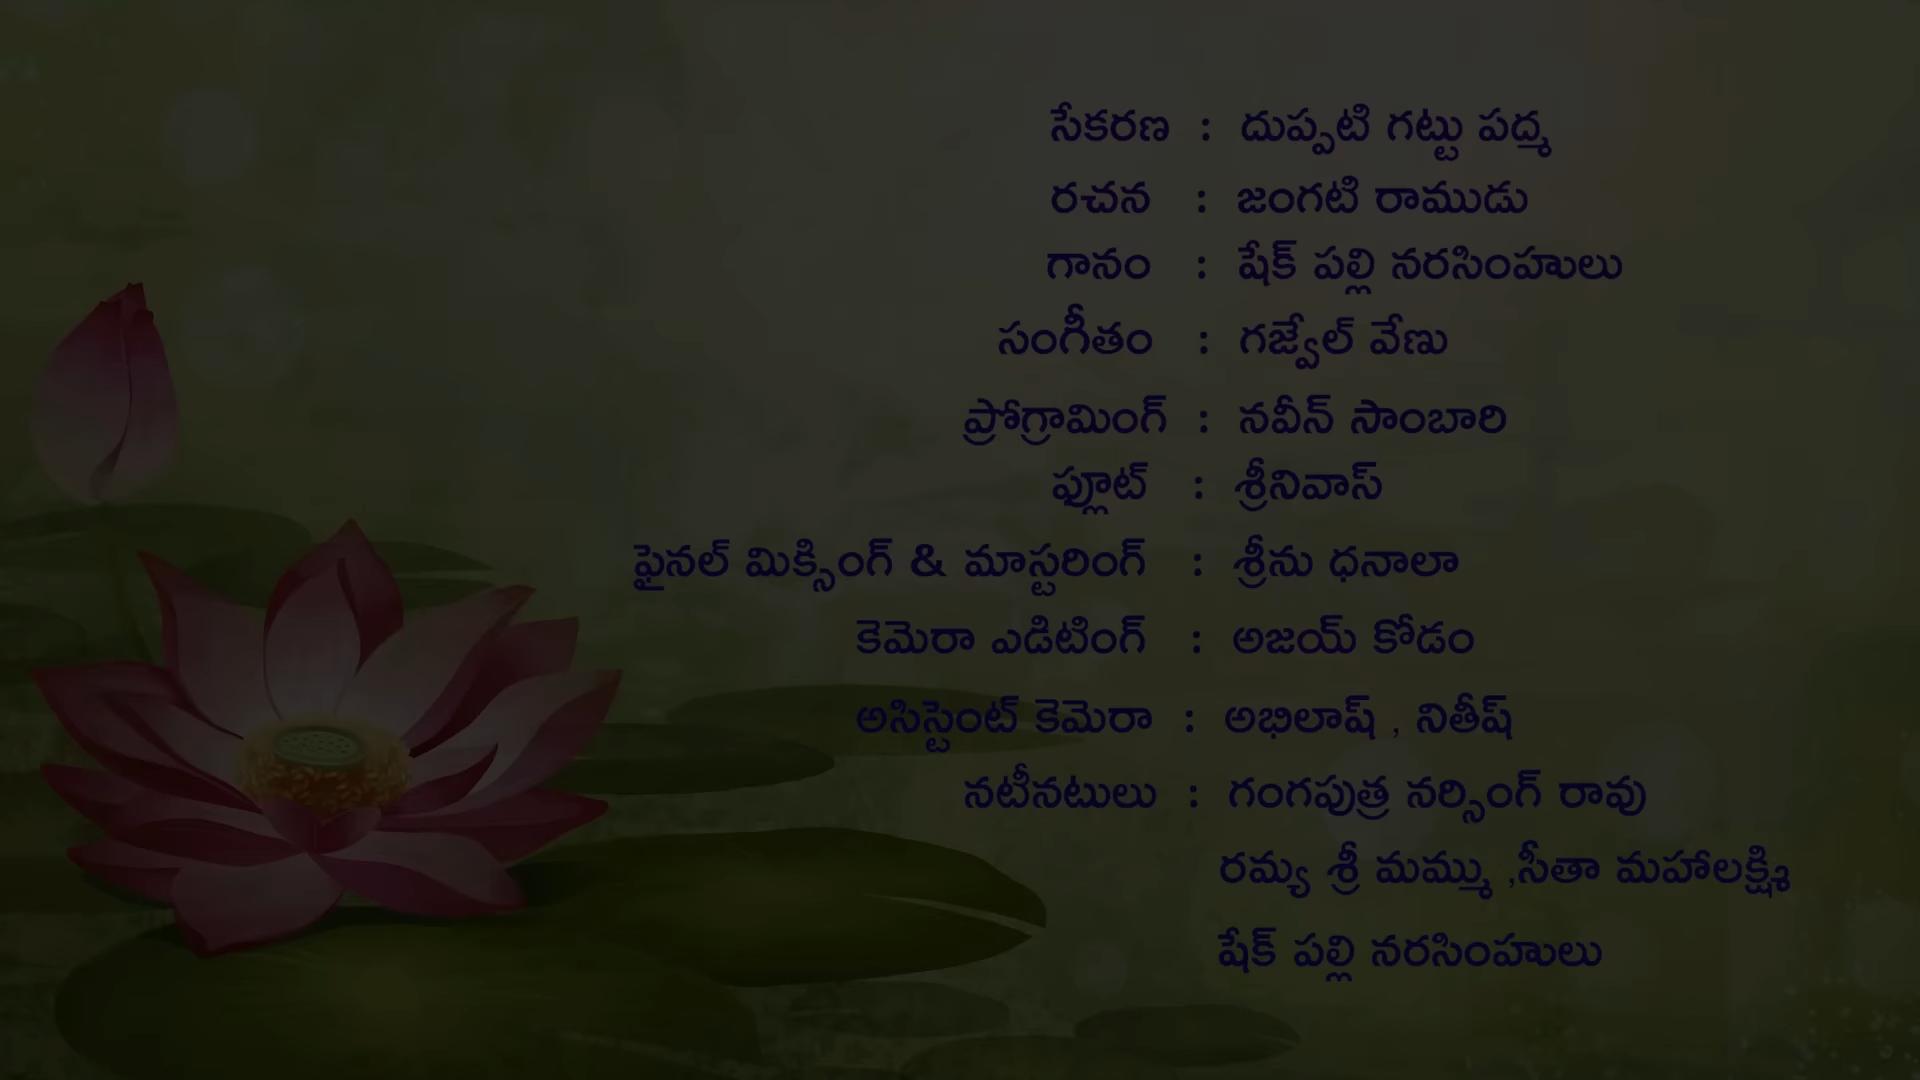 సేకరణ : దుప్పటి గట్టు పద్మ
రచన : జంగటి రాముడు
గానం : షేక్ పల్లి నరసింహులు
సంగీతం : గజ్వేల్ వేణు
ప్రోగ్రామింగ్ : నవీన్ సాంబారి
ఫ్లూట్ : శ్రీనివాస్
ఫైనల్ మిక్సింగ్ & మాస్టరింగ్ : శ్రీను ధనాలా
కెమెరా ఎడిటింగ్ : అజయ్ కోడం
అసిస్టెంట్ కెమెరా : అభిలాష్ , నితీష్
నటీనటులు : గంగపుత్ర నర్సింగ్ రావు
రమ్య శ్రీ మమ్ము ,సీతా మహాలక్ష్మి
షేక్ పల్లి నరసింహులు